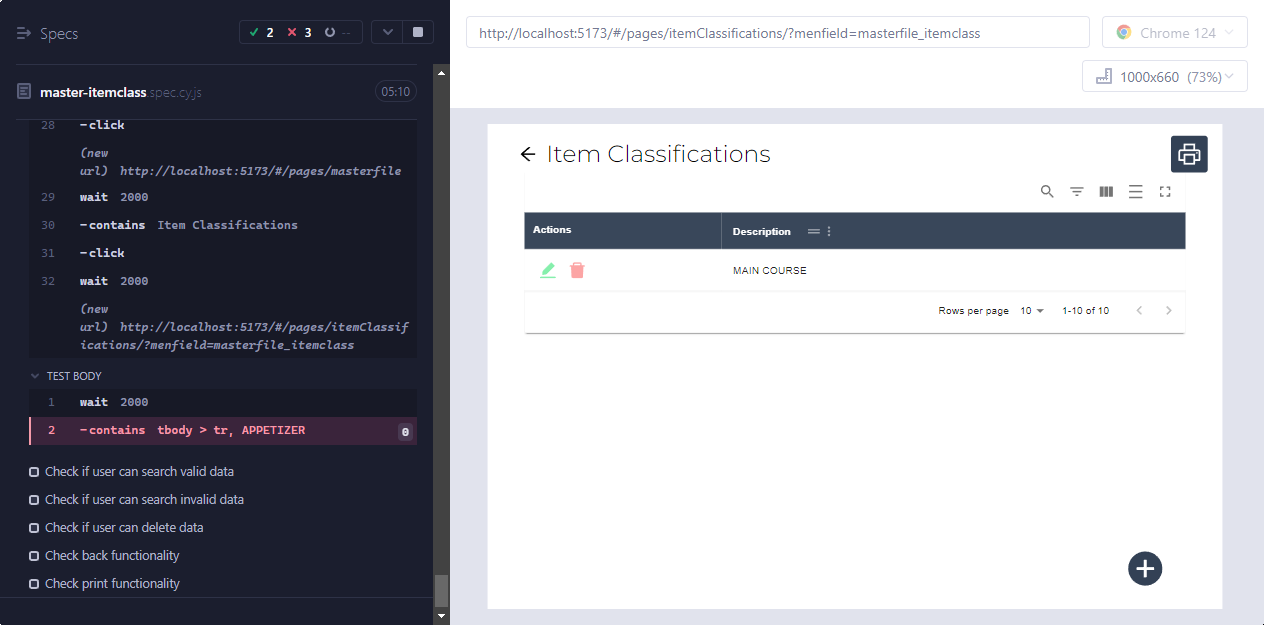 Specs
2 3 --
master-itemclass.spec.cy.js 05:10
28 -click
(new
url) http://localhost:5173/#/pages/masterfile
29 wait 2000
30 -contains Item Classifications
31 -click
32 wait 2000
(new
url) http://localhost:5173/#/pages/itemClassif
ications/?menfield=masterfile_itemclass
TEST BODY
1 wait 2000
2 -contains tbody > tr, APPETIZER 0
Check if user can search valid data
Check if user can search invalid data
Check if user can delete data
Check back functionality
Check print functionality
http://localhost:5173/#/pages/itemClassifications/?menfield=masterfile_itemclass
Chrome 124
1000x660 (73%)
Item Classifications
Actions Description
MAIN COURSE
Rows per page 10 1-10 of 10